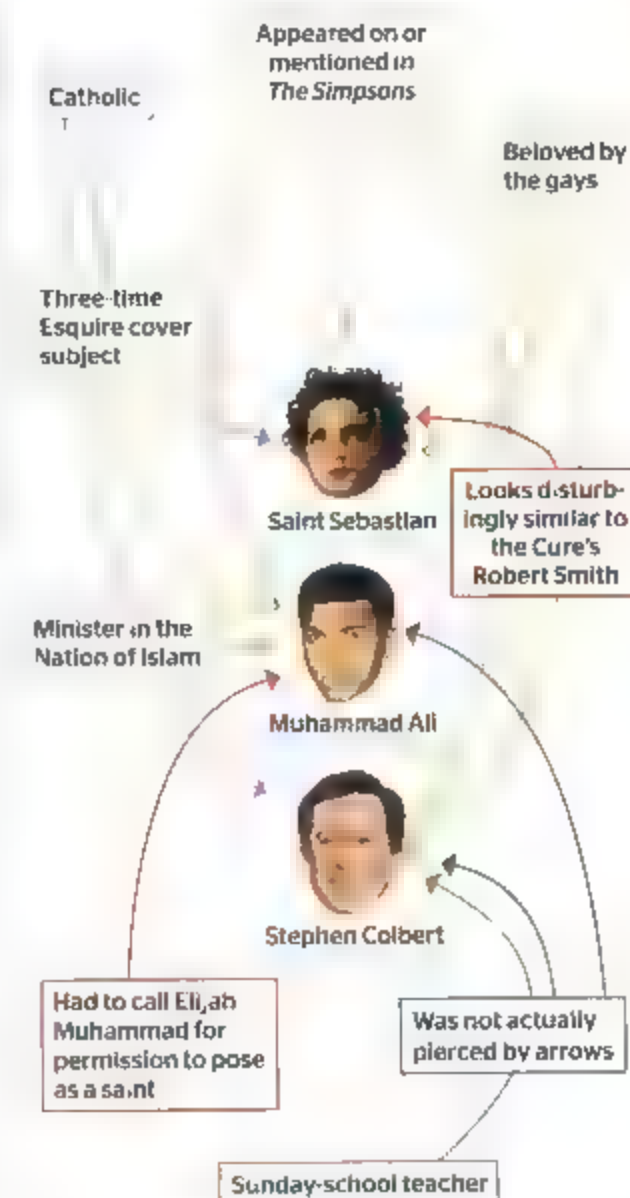 Appeared on or
mentioned in
The Simpsons
Catholic
Beloved by
the gays
Three-time
Esquire cover
subject
Saint Sebastian
Looks disturb-
ingly similar to
the Cure's
Robert Smith
Minister in the
Nation of Islam
Muhammad Ali
Stephen Colbert
Had to call Elijah
Muhammad for
permission to pose
as a saint
Was not actually
pierced by arrows
Sunday-school teacher